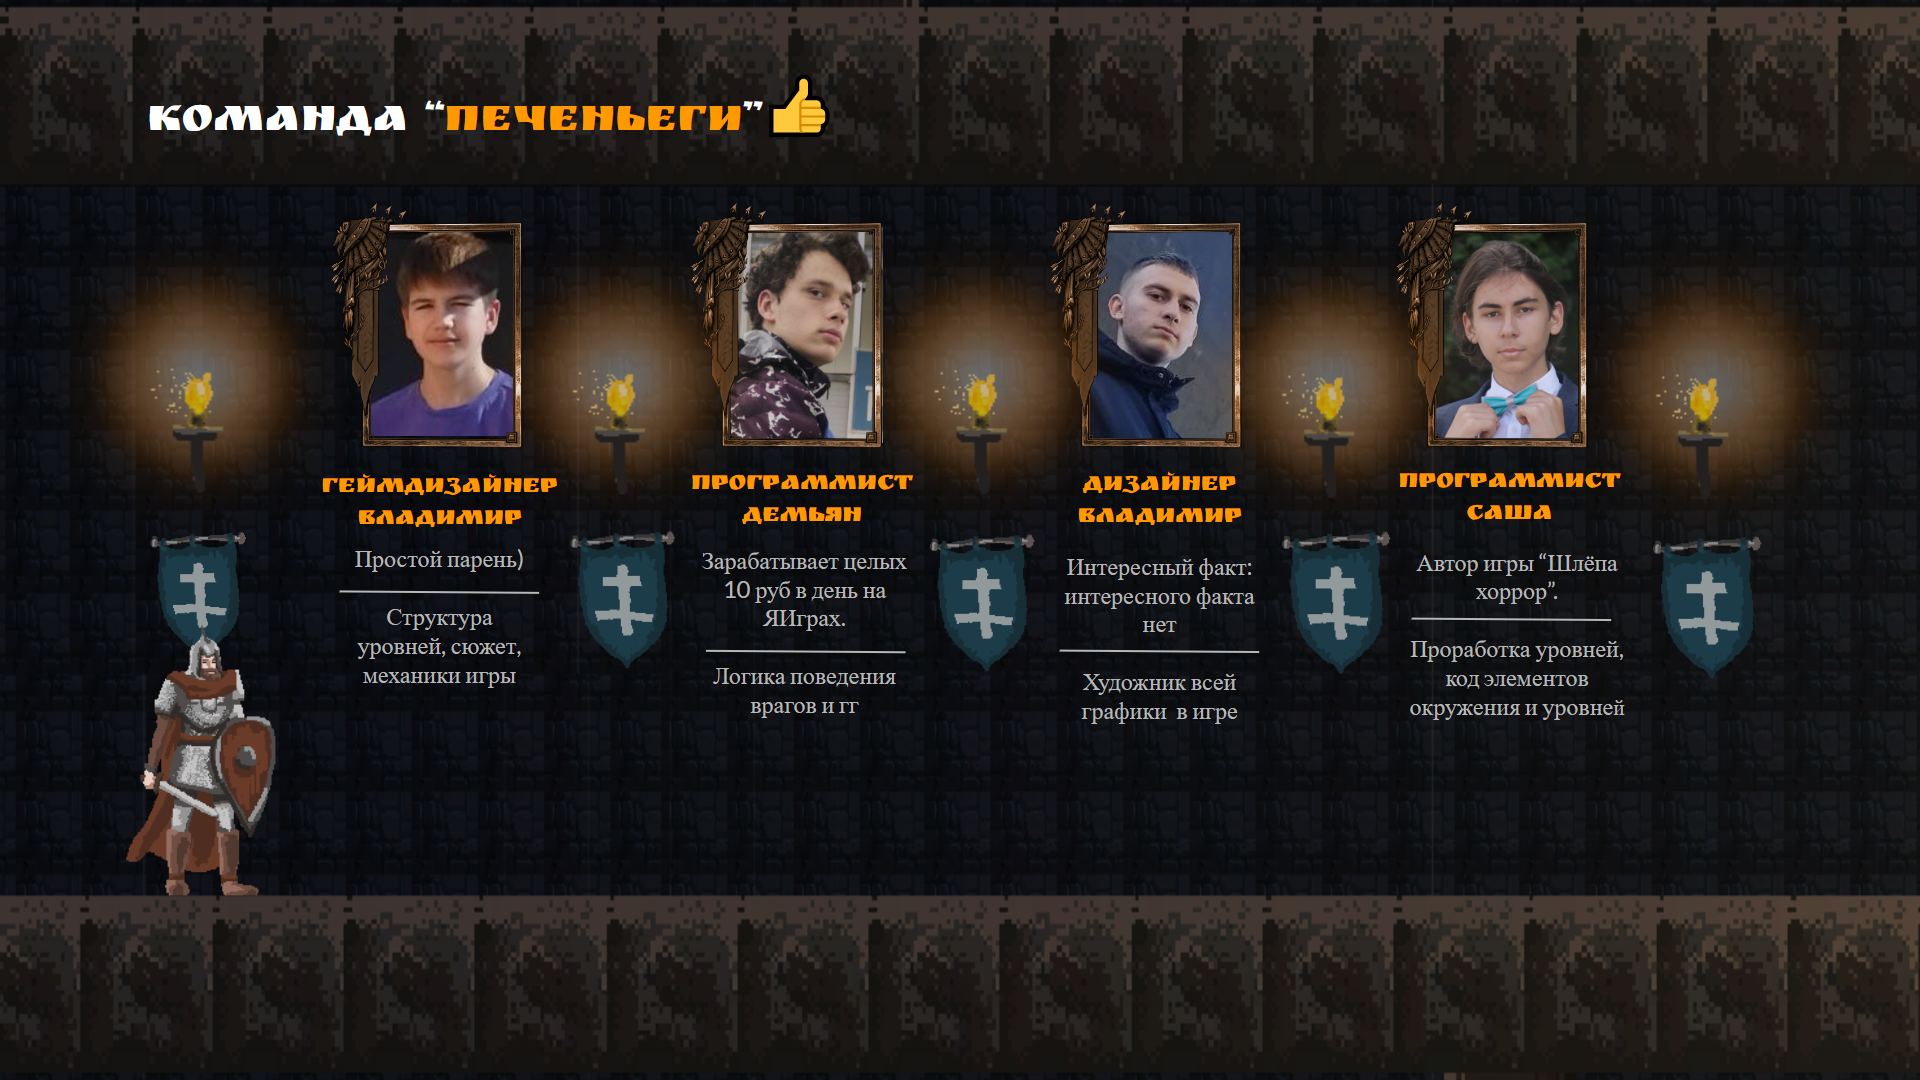 КОМАНДА “ПЕЧЕНЬЕГИ”
ГЕЙМДИЗАЙНЕР
ВЛАДИМИР
Простой парень)
Структура
уровней, сюжет,
механики игры
ПРОГРАММИСТ
ДЕМЬЯН
Зарабатывает целых
10 руб в день на
ЯИграх.
Логика поведения
врагов и гг
ДИЗАЙНЕР
ВЛАДИМИР
Интересный факт:
интересного факта
нет
Художник всей
графики в игре
ПРОГРАММИСТ
САША
Автор игры “Шлёпа
хоррор”.
Проработка уровней,
код элементов
окружения и уровней